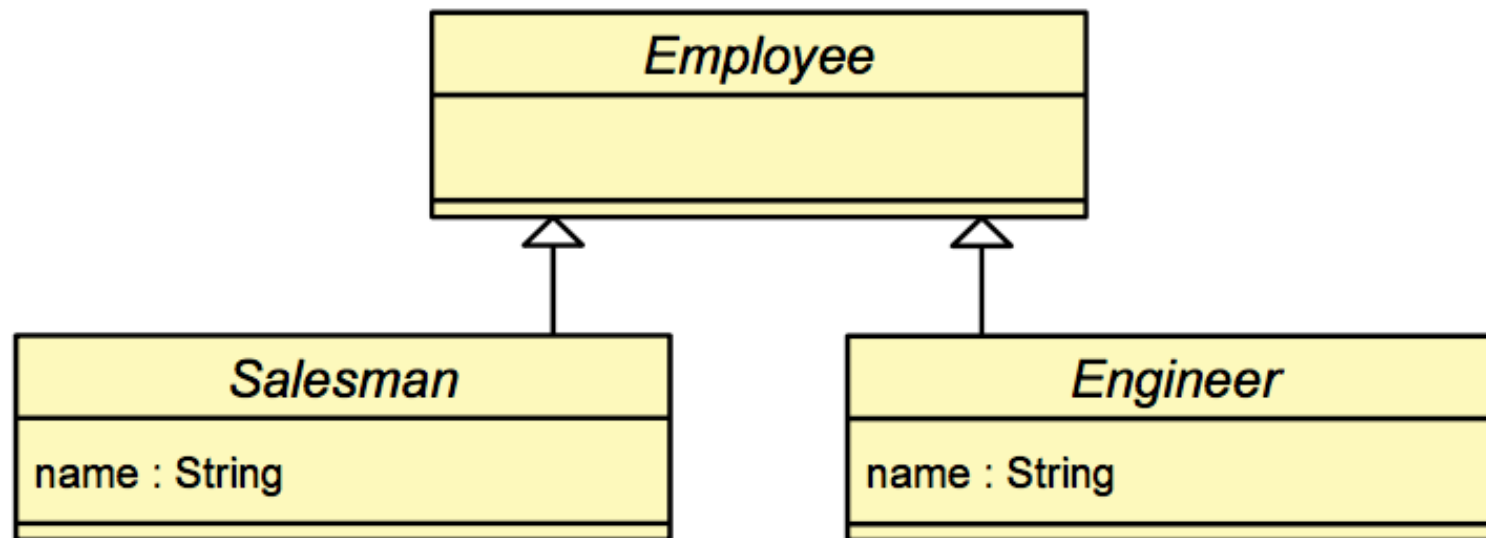 Employee
Salesman
Engineer
name : String
name : String